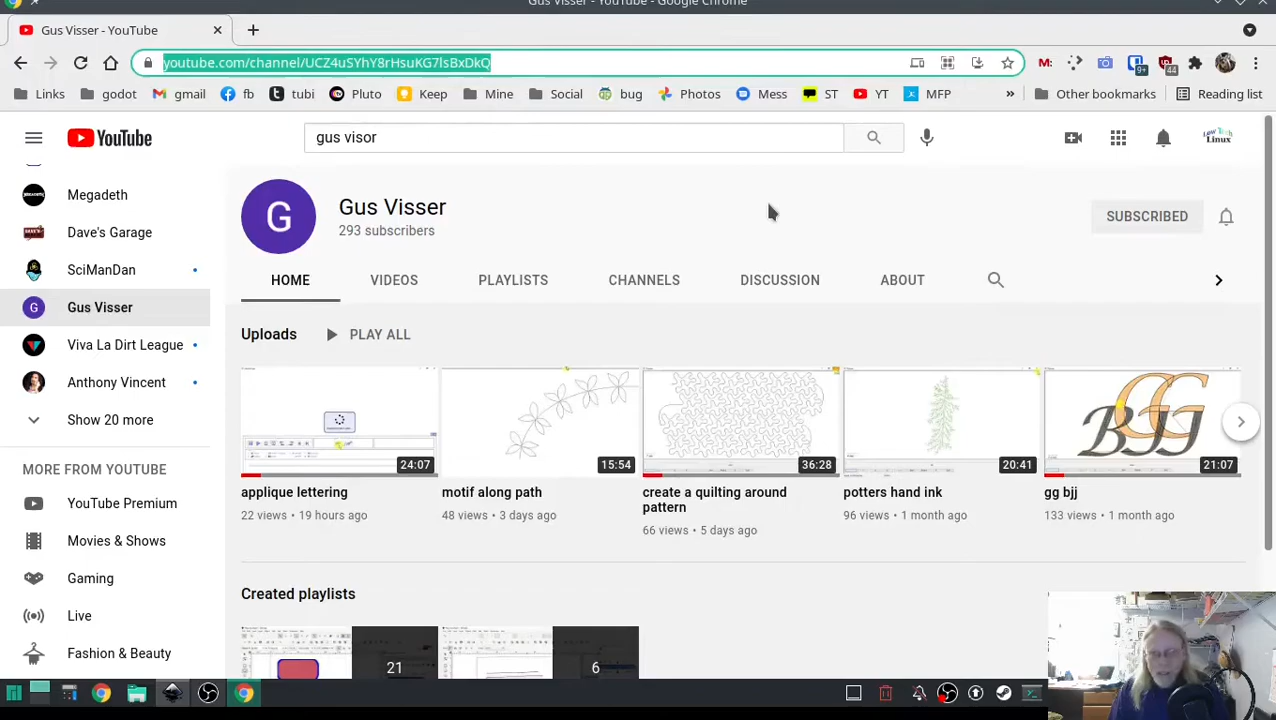 Gus Visser - YouTube - Google Chrome
Gus Visser - YouTube
youtube.com/channel/UCZ4uSYhY8rHsuKG7lsBxDkQ
9+
44
Links
godot
gmail
fb
tubi
Pluto
Keep
Mine
Social
bug
Photos
Mess
ST
YT
MFP
Other bookmarks
Reading list
YouTube
gus visor
Low Tech
Linux
Megadeth
Dave's Garage
SciManDan
Gus Visser
Viva La Dirt League
Anthony Vincent
Show 20 more
MORE FROM YOUTUBE
YouTube Premium
Movies & Shows
Gaming
Live
Fashion & Beauty
G
Gus Visser
293 subscribers
SUBSCRIBED
HOME
VIDEOS
PLAYLISTS
CHANNELS
DISCUSSION
ABOUT
Uploads
PLAY ALL
24:07
applique lettering
22 views • 19 hours ago
15:54
motif along path
48 views • 3 days ago
36:28
create a quilting around
pattern
66 views • 5 days ago
20:41
potters hand ink
96 views • 1 month ago
BJJ
21:07
gg bjj
133 views • 1 month ago
Created playlists
21
6